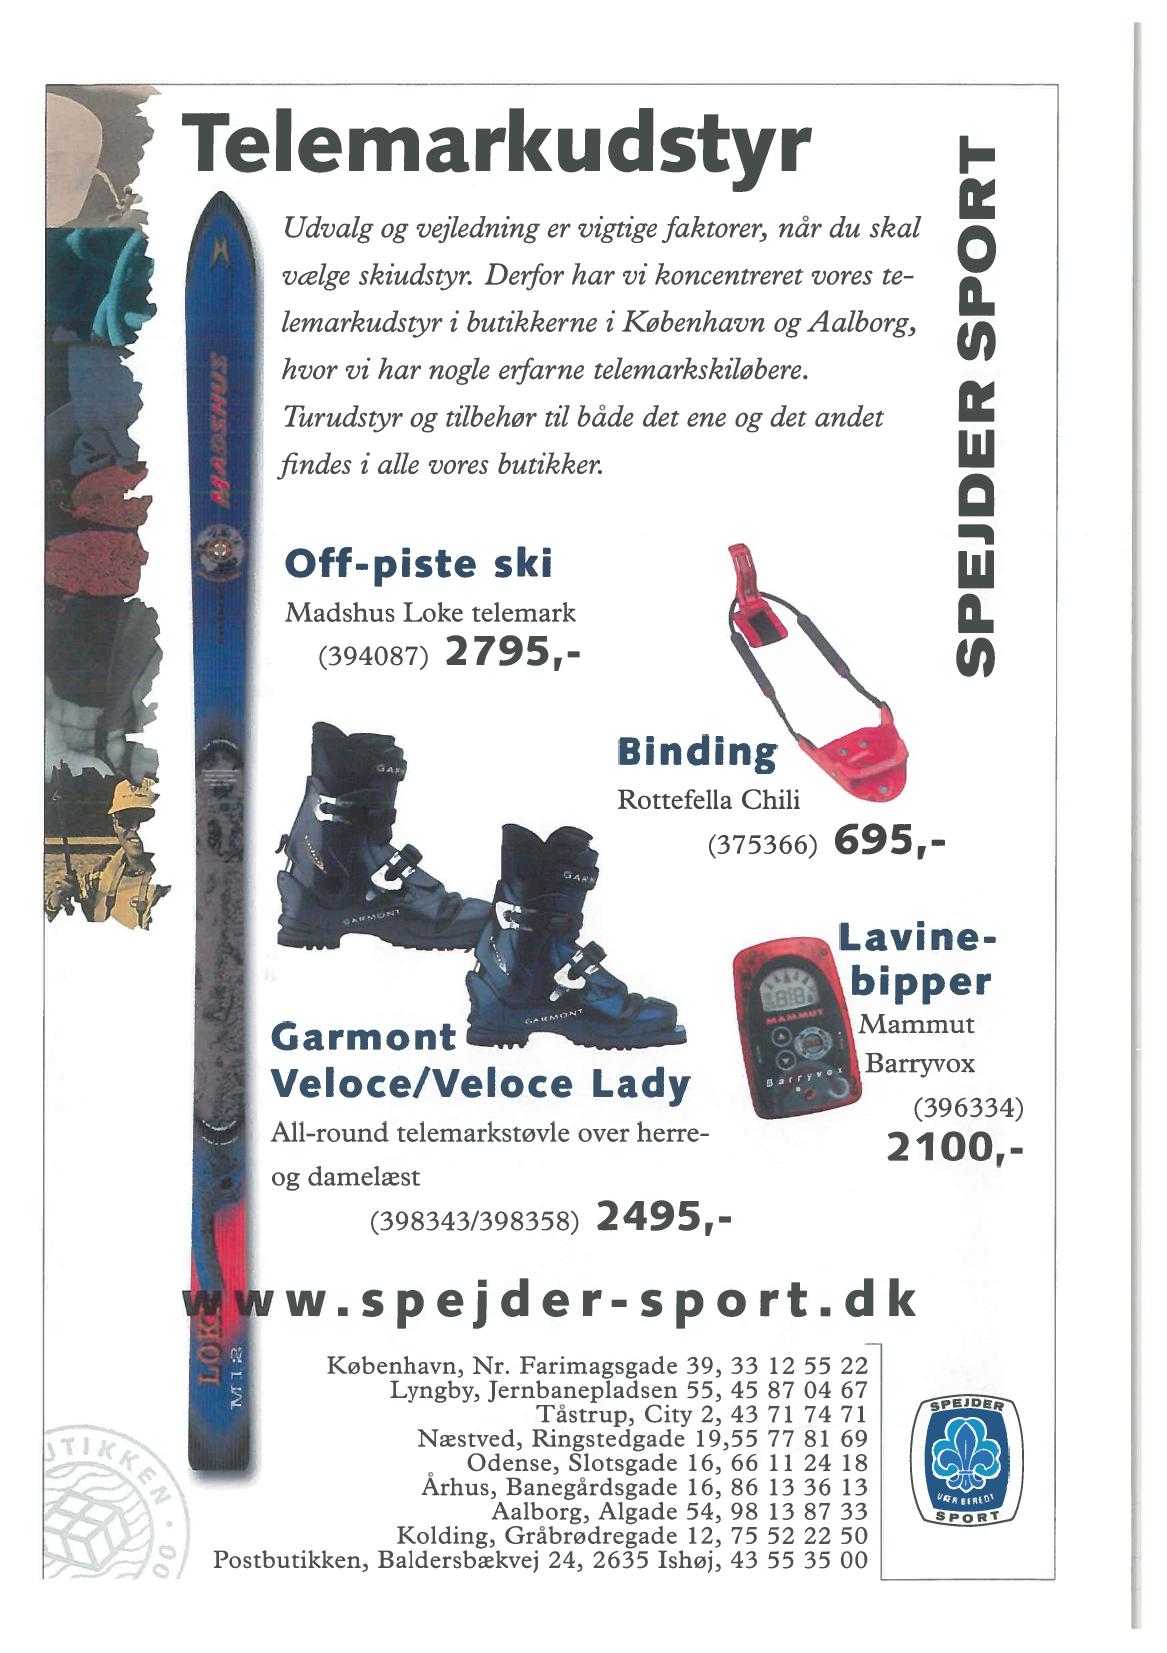 Telemarkudstyr
SPEJDER SPORT
Udvalg og vejledning er vigtige faktorer, når du skal
vælge skiudstyr. Derfor har vi koncentreret vores te-
lemarkudstyr i butikkerne i København og Aalborg,
hvor vi har nogle erfarne telemarkskiløbere.
Turudstyr og tilbehør til både det ene og det andet
findes i alle vores butikker.
MADSHUS
Off-piste ski
Madshus Loke telemark
(394087) 2795,-
Binding
Rottefella Chili
(375366) 695,-
GARMONT
GARMONT
Lavine-
bipper
Mammut
Barryvox
(396334)
2100,-
MAMMUT
Barryvox
Garmont
Veloce/Veloce Lady
All-round telemarkstøvle over herre-
og damelæst
(398343/398358) 2495,-
www.spejder-sport.dk
LOK
M12
København, Nr. Farimagsgade 39, 33 12 55 22
Lyngby, Jernbanepladsen 55, 45 87 04 67
Tåstrup, City 2, 43 71 74 71
Næstved, Ringstedgade 19,55 77 81 69
Odense, Slotsgade 16, 66 11 24 18
Århus, Banegårdsgade 16, 86 13 36 13
Aalborg, Algade 54, 98 13 87 33
Kolding, Gråbrødregade 12, 75 52 22 50
Postbutikken, Baldersbækvej 24, 2635 Ishøj, 43 55 35 00
UTIKKEN · 00
SPEJDER
VÆR BEREDT
SPORT